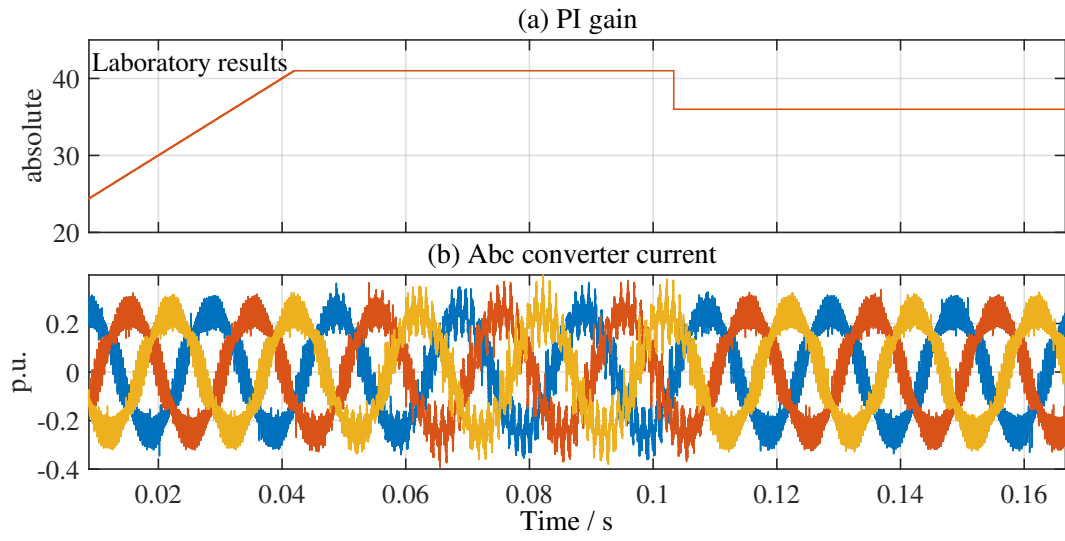 (a) PI gain
Laboratory results
absolute
40
30
20
(b) Abc converter current
p.u.
0.2
0
-0.2
-0.4
0.02 0.04 0.06 0.08 0.1 0.12 0.14 0.16
Time / s